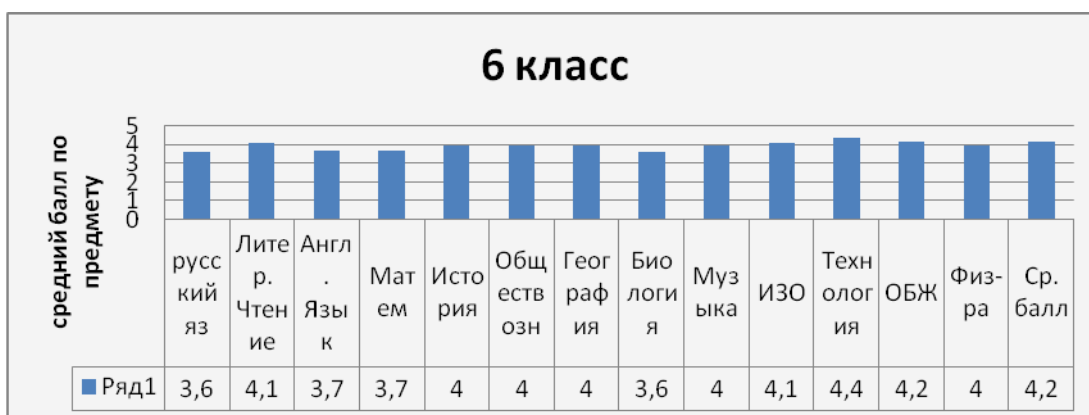 6 класс
средний балл по
предмету
5
4
3
2
1
0
русс
кий
яз
Лите
р.
Чтен
ие
Англ
.
Язы
к
Мат
ем
Исто
рия
Общ
еств
озн
Геог
рафи
я
Био
логи
я
Муз
ыка
ИЗО
Техн
олог
ия
ОБЖ
Физ-
ра
Ср.
балл
Ряд1 3,6 4,1 3,7 3,7 4 4 4 3,6 4 4,1 4,4 4,2 4 4,2